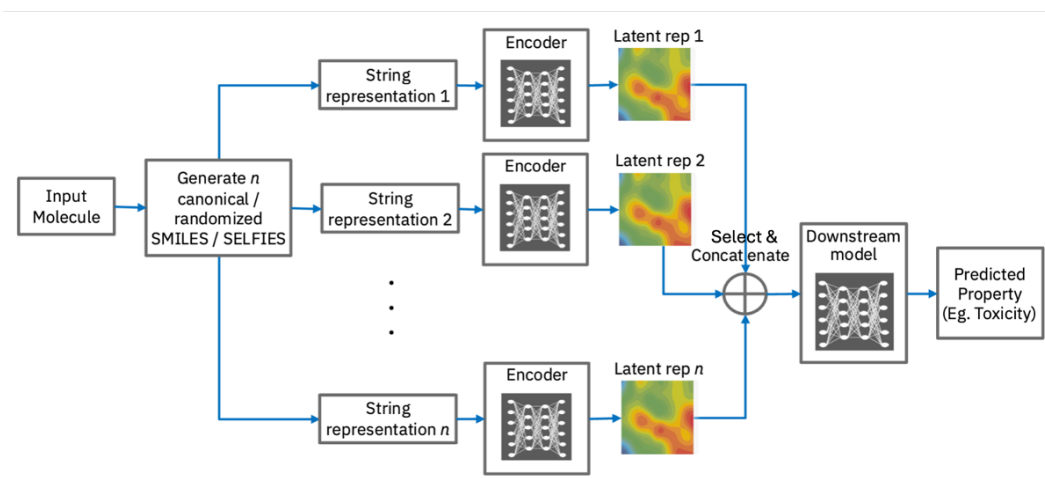 Input
Molecule
Generate n
canonical /
randomized
SMILES / SELFIES
String
representation 1
Encoder
Latent rep 1
String
representation 2
Encoder
Latent rep 2
String
representation n
Encoder
Latent rep n
Select &
Concatenate
Downstream
model
Predicted
Property
(Eg. Toxicity)